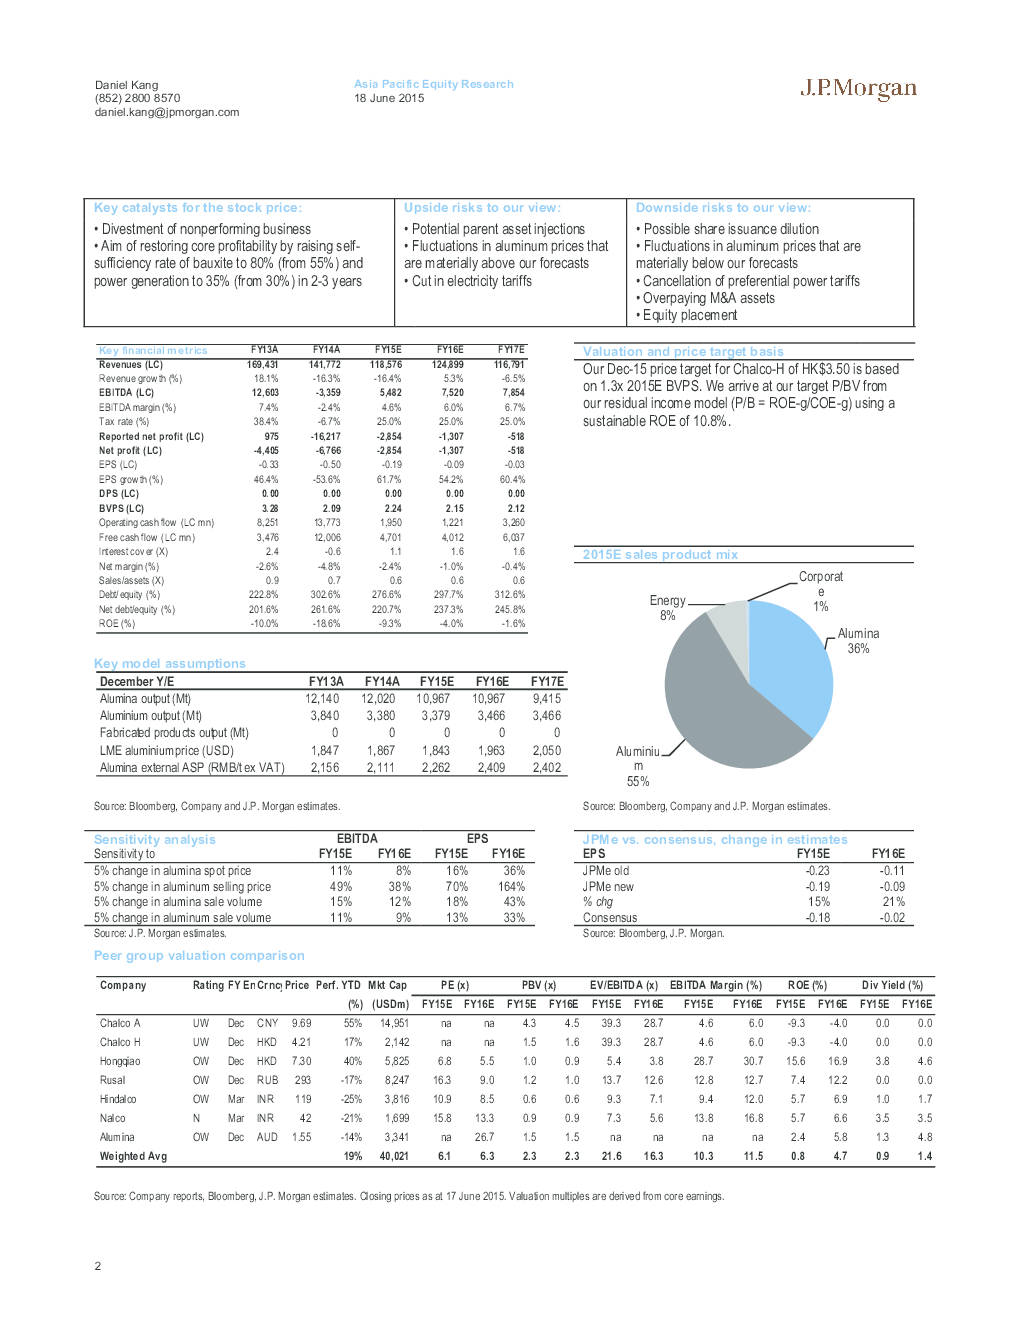 Daniel Kang
(852) 2800 8570
daniel.kang@jpmorgan.com
Asia Pacific Equity Research
18 June 2015
J.P.Morgan
Key catalysts for the stock price:
• Divestment of nonperforming business
• Aim of restoring core profitability by raising self-
sufficiency rate of bauxite to 80% (from 55%) and
power generation to 35% (from 30%) in 2-3 years
Upside risks to our view:
• Potential parent asset injections
• Fluctuations in aluminum prices that
are materially above our forecasts
• Cut in electricity tariffs
Downside risks to our view:
• Possible share issuance dilution
• Fluctuations in aluminum prices that are
materially below our forecasts
• Cancellation of preferential power tariffs
• Overpaying M&A assets
• Equity placement
Key financial metrics FY13A FY14A FY15E FY16E FY17E
Revenues (LC) 169,431 141,772 118,576 124,899 116,791
Revenue growth (%) 18.1% -16.3% -16.4% 5.3% -6.5%
EBITDA (LC) 12,603 -3,359 5,482 7,520 7,854
EBITDA margin (%) 7.4% -2.4% 4.6% 6.0% 6.7%
Tax rate (%) 38.4% -6.7% 25.0% 25.0% 25.0%
Reported net profit (LC) 975 -16,217 -2,854 -1,307 -518
Net profit (LC) -4,405 -6,766 -2,854 -1,307 -518
EPS (LC) -0.33 -0.50 -0.19 -0.09 -0.03
EPS growth (%) 46.4% -53.6% 61.7% 54.2% 60.4%
DPS (LC) 0.00 0.00 0.00 0.00 0.00
BVPS (LC) 3.28 2.09 2.24 2.15 2.12
Operating cash flow (LC mn) 8,251 13,773 1,950 1,221 3,260
Free cash flow (LC mn) 3,476 12,006 4,701 4,012 6,037
Interest cover (X) 2.4 -0.6 1.1 1.6 1.6
Net margin (%) -2.6% -4.8% -2.4% -1.0% -0.4%
Sales/assets (X) 0.9 0.7 0.6 0.6 0.6
Debt/equity (%) 222.8% 302.6% 276.6% 297.7% 312.6%
Net debt/equity (%) 201.6% 261.6% 220.7% 237.3% 245.8%
ROE (%) -10.0% -18.6% -9.3% -4.0% -1.6%
Valuation and price target basis
Our Dec-15 price target for Chalco-H of HK$3.50 is based
on 1.3x 2015E BVPS. We arrive at our target P/BV from
our residual income model (P/B = ROE-g/COE-g) using a
sustainable ROE of 10.8%.
2015E sales product mix
Corporat
e
1%
Energy
8%
Alumina
36%
Aluminiu
m
55%
Key model assumptions
December Y/E FY13A FY14A FY15E FY16E FY17E
Alumina output (Mt) 12,140 12,020 10,967 10,967 9,415
Aluminium output (Mt) 3,840 3,380 3,379 3,466 3,466
Fabricated products output (Mt) 0 0 0 0 0
LME aluminium price (USD) 1,847 1,867 1,843 1,963 2,050
Alumina external ASP (RMB/t ex VAT) 2,156 2,111 2,262 2,409 2,402
Source: Bloomberg, Company and J.P. Morgan estimates.
Source: Bloomberg, Company and J.P. Morgan estimates.
Sensitivity analysis EBITDA EPS
Sensitivity to FY15E FY16E FY15E FY16E
5% change in alumina spot price 11% 8% 16% 36%
5% change in aluminum selling price 49% 38% 70% 164%
5% change in alumina sale volume 15% 12% 18% 43%
5% change in aluminum sale volume 11% 9% 13% 33%
Source: J.P. Morgan estimates.
JPMe vs. consensus, change in estimates
EPS FY15E FY16E
JPMe old -0.23 -0.11
JPMe new -0.19 -0.09
% chg 15% 21%
Consensus -0.18 -0.02
Source: Bloomberg, J.P. Morgan.
Peer group valuation comparison
Company Rating FY En Crncy Price Perf. YTD Mkt Cap PE (x) PBV (x) EV/EBITDA (x) EBITDA Margin (%) ROE (%) Div Yield (%)
(%) (USDm) FY15E FY16E FY15E FY16E FY15E FY16E FY15E FY16E FY15E FY16E FY15E FY16E
Chalco A UW Dec CNY 9.69 55% 14,951 na na 4.3 4.5 39.3 28.7 4.6 6.0 -9.3 -4.0 0.0 0.0
Chalco H UW Dec HKD 4.21 17% 2,142 na na 1.5 1.6 39.3 28.7 4.6 6.0 -9.3 -4.0 0.0 0.0
Hongqiao OW Dec HKD 7.30 40% 5,825 6.8 5.5 1.0 0.9 5.4 3.8 28.7 30.7 15.6 16.9 3.8 4.6
Rusal OW Dec RUB 293 -17% 8,247 16.3 9.0 1.2 1.0 13.7 12.6 12.8 12.7 7.4 12.2 0.0 0.0
Hindalco OW Mar INR 119 -25% 3,816 10.9 8.5 0.6 0.6 9.3 7.1 9.4 12.0 5.7 6.9 1.0 1.7
Nalco N Mar INR 42 -21% 1,699 15.8 13.3 0.9 0.9 7.3 5.6 13.8 16.8 5.7 6.6 3.5 3.5
Alumina OW Dec AUD 1.55 -14% 3,341 na 26.7 1.5 1.5 na na na na 2.4 5.8 1.3 4.8
Weighted Avg 19% 40,021 6.1 6.3 2.3 2.3 21.6 16.3 10.3 11.5 0.8 4.7 0.9 1.4
Source: Company reports, Bloomberg, J.P. Morgan estimates. Closing prices as at 17 June 2015. Valuation multiples are derived from core earnings.
2